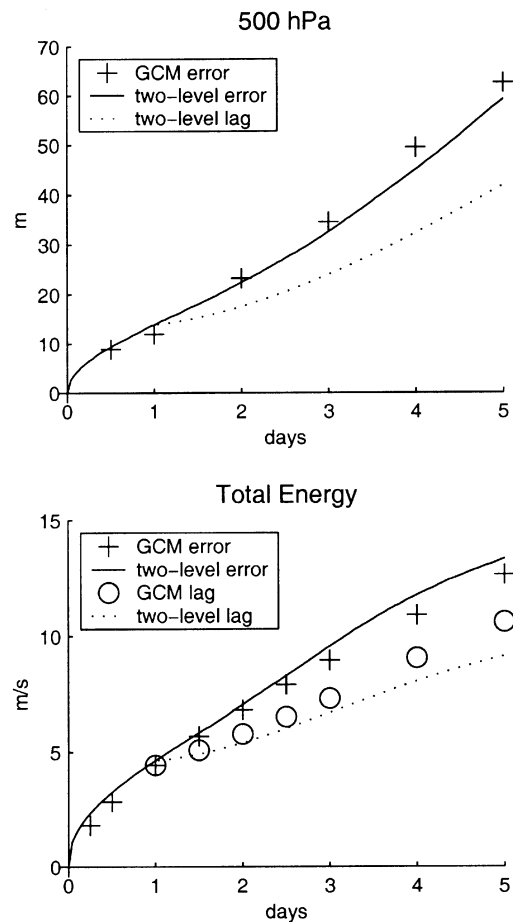 500 hPa
70
GCM error
two-level error
two-level lag
60
50
40
30
20
10
0
m
0 1 2 3 4 5
days
Total Energy
15
GCM error
two-level error
GCM lag
two-level lag
10
5
0
m/s
0 1 2 3 4 5
days